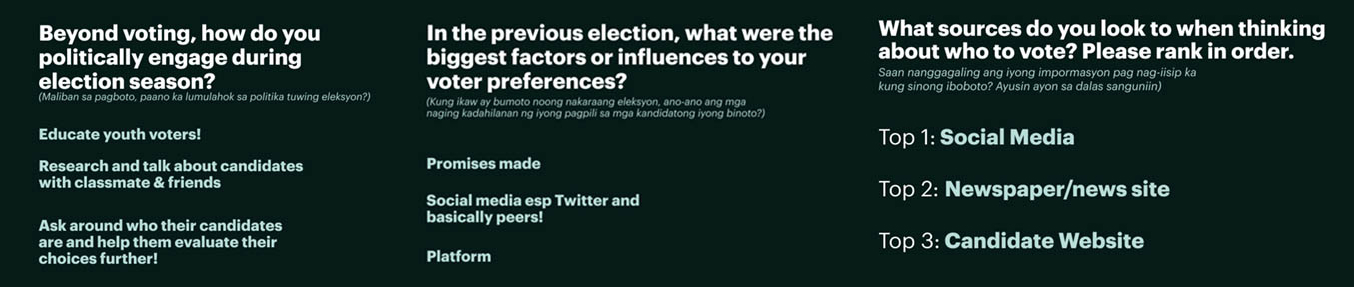 Beyond voting, how do you
politically engage during
election season?
(Maliban sa pagboto, paano ka lumulahok sa politika tuwing eleksyon?)
Educate youth voters!
Research and talk about candidates
with classmate & friends
Ask around who their candidates
are and help them evaluate their
choices further!
In the previous election, what were the
biggest factors or influences to your
voter preferences?
(Kung ikaw ay bumoto noong nakaraang eleksyon, ano-ano ang mga
naging kadahilanan ng iyong pagpili sa mga kandidatong iyong binoto?)
Promises made
Social media esp Twitter and
basically peers!
Platform
What sources do you look to when thinking
about who to vote? Please rank in order.
Saan nanggagaling ang iyong impormasyon pag nag-iisip ka
kung sinong iboboto? Ayusin ayon sa dalas sanguniin)
Top 1: Social Media
Top 2: Newspaper/news site
Top 3: Candidate Website